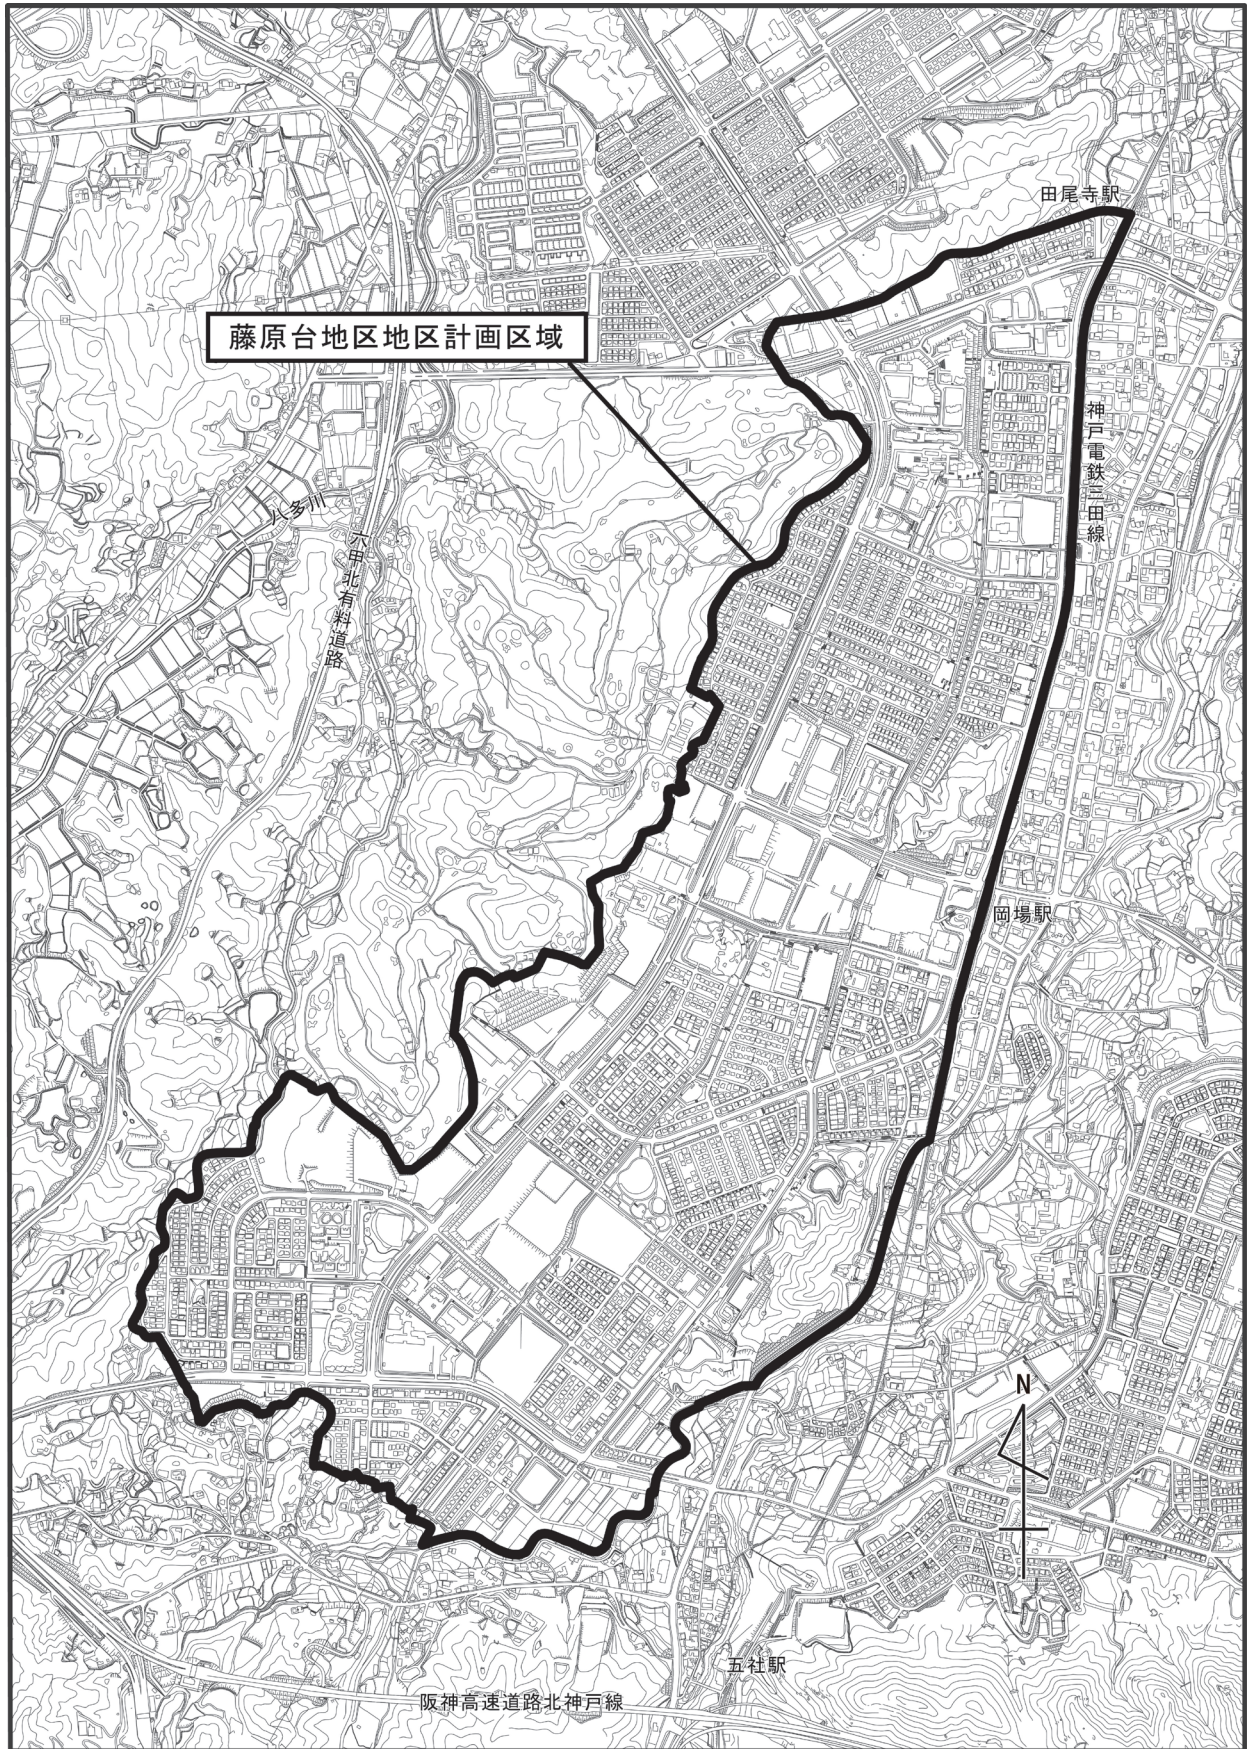 田尾寺駅
藤原台地区地区計画区域
神戸電鉄三田線
八多川
六甲北有料道路
岡場駅
N
五社駅
阪神高速道路北神戸線